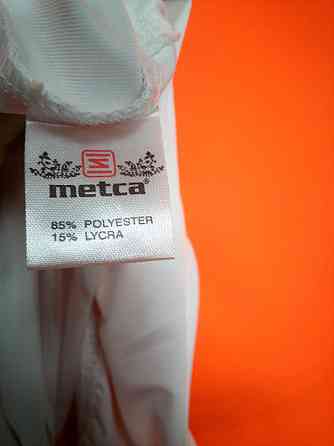 metca®
85% POLYESTER
15% LYCRA